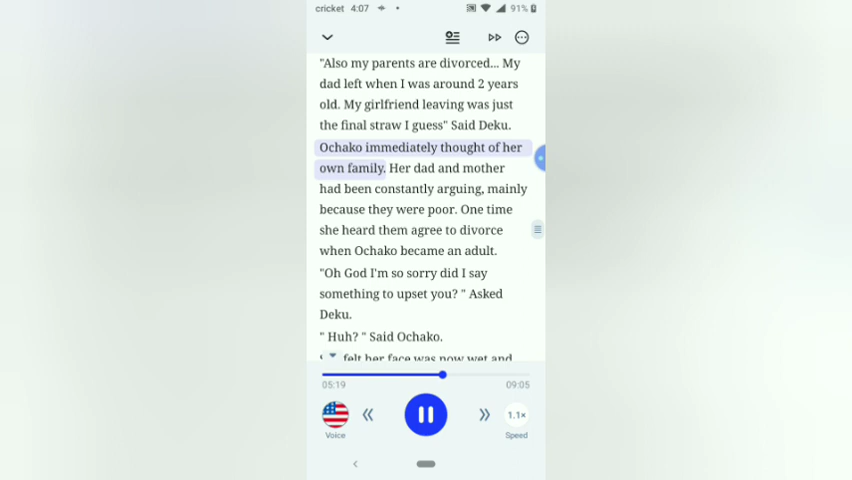 cricket 4:07
91%
"Also my parents are divorced... My
dad left when I was around 2 years
old. My girlfriend leaving was just
the final straw I guess" Said Deku.
Ochako immediately thought of her
own family. Her dad and mother
had been constantly arguing, mainly
because they were poor. One time
she heard them agree to divorce
when Ochako became an adult.
"Oh God I'm so sorry did I say
something to upset you? " Asked
Deku.
" Huh? " Said Ochako.
felt her face was now wet and
05:19
09:05
1.1×
Voice
Speed